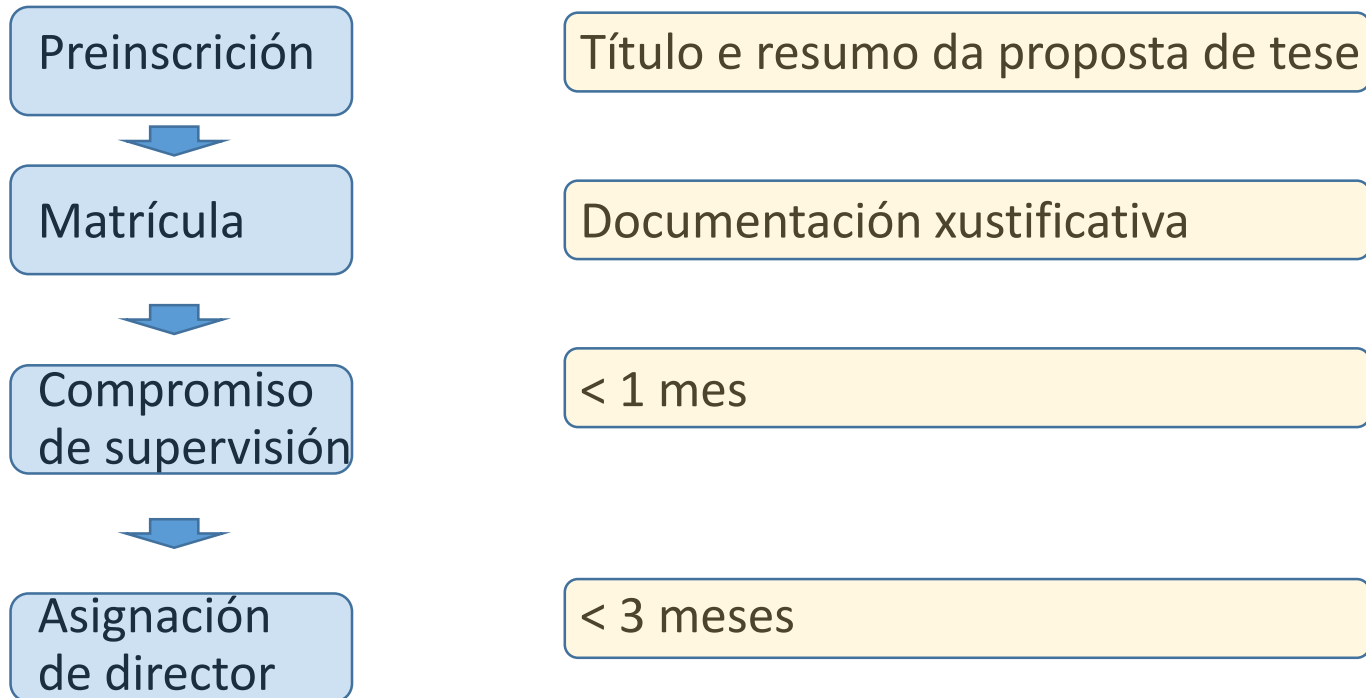 Preinscrición
Título e resumo da proposta de tese
Matrícula
Documentación xustificativa
Compromiso
de supervisión
< 1 mes
Asignación
de director
< 3 meses